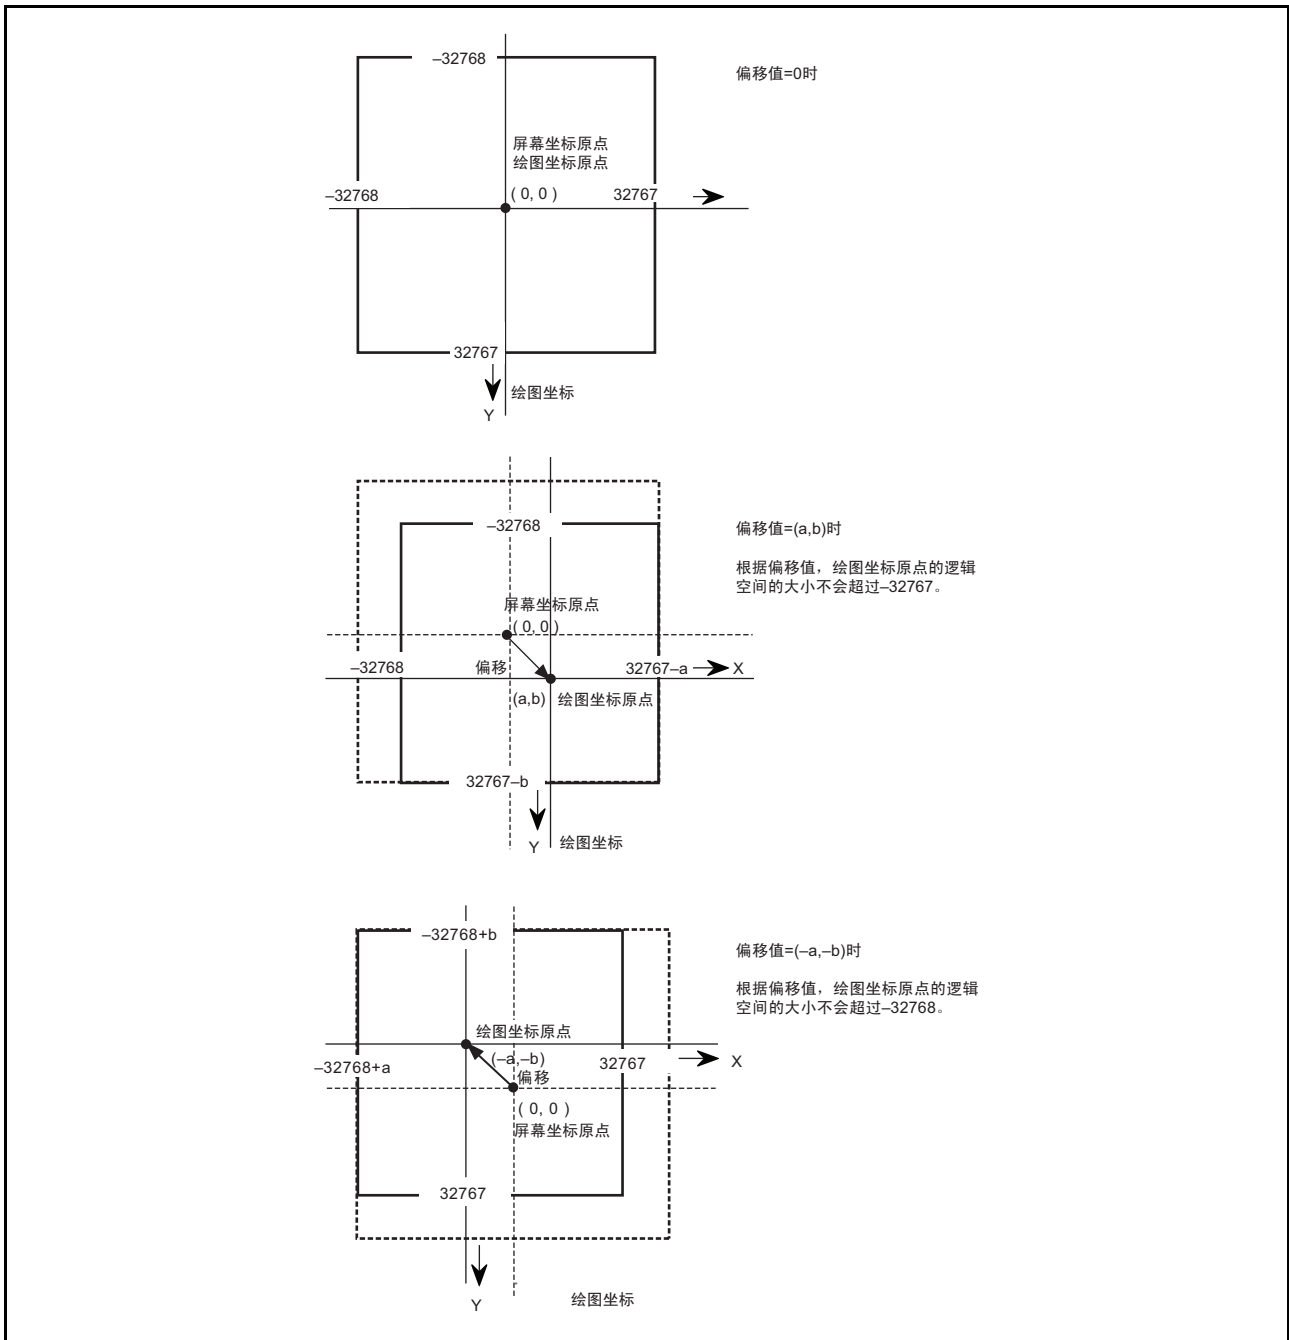 –32768
偏移值=0时
屏幕坐标原点
绘图坐标原点
–32768
( 0, 0 )
32767
32767
绘图坐标
Y
–32768
偏移值=(a,b)时
根据偏移值，绘图坐标原点的逻辑
空间的大小不会超过–32767。
屏幕坐标原点
( 0, 0 )
–32768
偏移
32767–a
X
(a,b)
绘图坐标原点
32767–b
Y
绘图坐标
–32768+b
偏移值=(–a,–b)时
根据偏移值，绘图坐标原点的逻辑
空间的大小不会超过–32768。
绘图坐标原点
(–a,–b)
32767
X
–32768+a
偏移
( 0, 0 )
屏幕坐标原点
32767
Y
绘图坐标